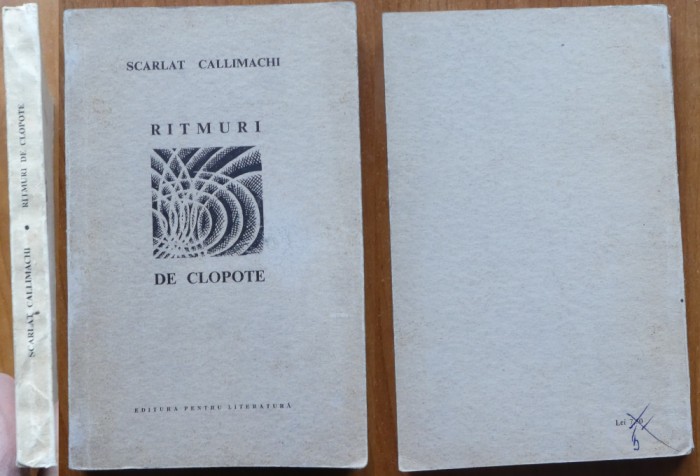 SCARLAT CALLIMACHI ● RITMURI DE CLOPOTE
SCARLAT CALLIMACHI
RITMURI
DE CLOPOTE
EDITURA PENTRU LITERATURĂ
Lei